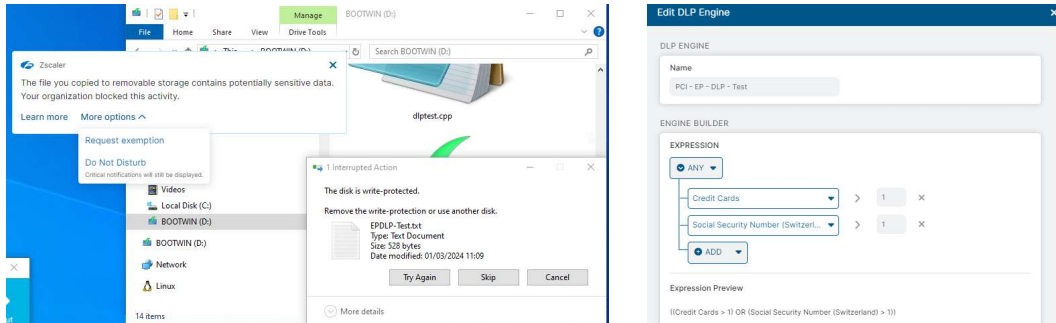 Manage
BOOTWIN (D:)
File
Home
Share
View
Drive Tools
Search BOOTWIN (D:)
Zscaler
The file you copied to removable storage contains potentially sensitive data.
Your organization blocked this activity.
Learn more
More options
Request exemption
Do Not Disturb
Critical notifications will still be displayed.
dlptest.cpp
Videos
Local Disk (C:)
BOOTWIN (D:)
BOOTWIN (D:)
Network
Linux
14 items
1 Interrupted Action
The disk is write-protected.
Remove the write-protection or use another disk.
EPDLP-Test.txt
Type: Text Document
Size: 528 bytes
Date modified: 01/03/2024 11:09
Try Again
Skip
Cancel
More details
Edit DLP Engine
DLP ENGINE
Name
PCI - EP - DLP - Test
ENGINE BUILDER
EXPRESSION
ANY
Credit Cards > 1
Social Security Number (Switzerl... > 1
ADD
Expression Preview
((Credit Cards > 1) OR (Social Security Number (Switzerland) > 1))